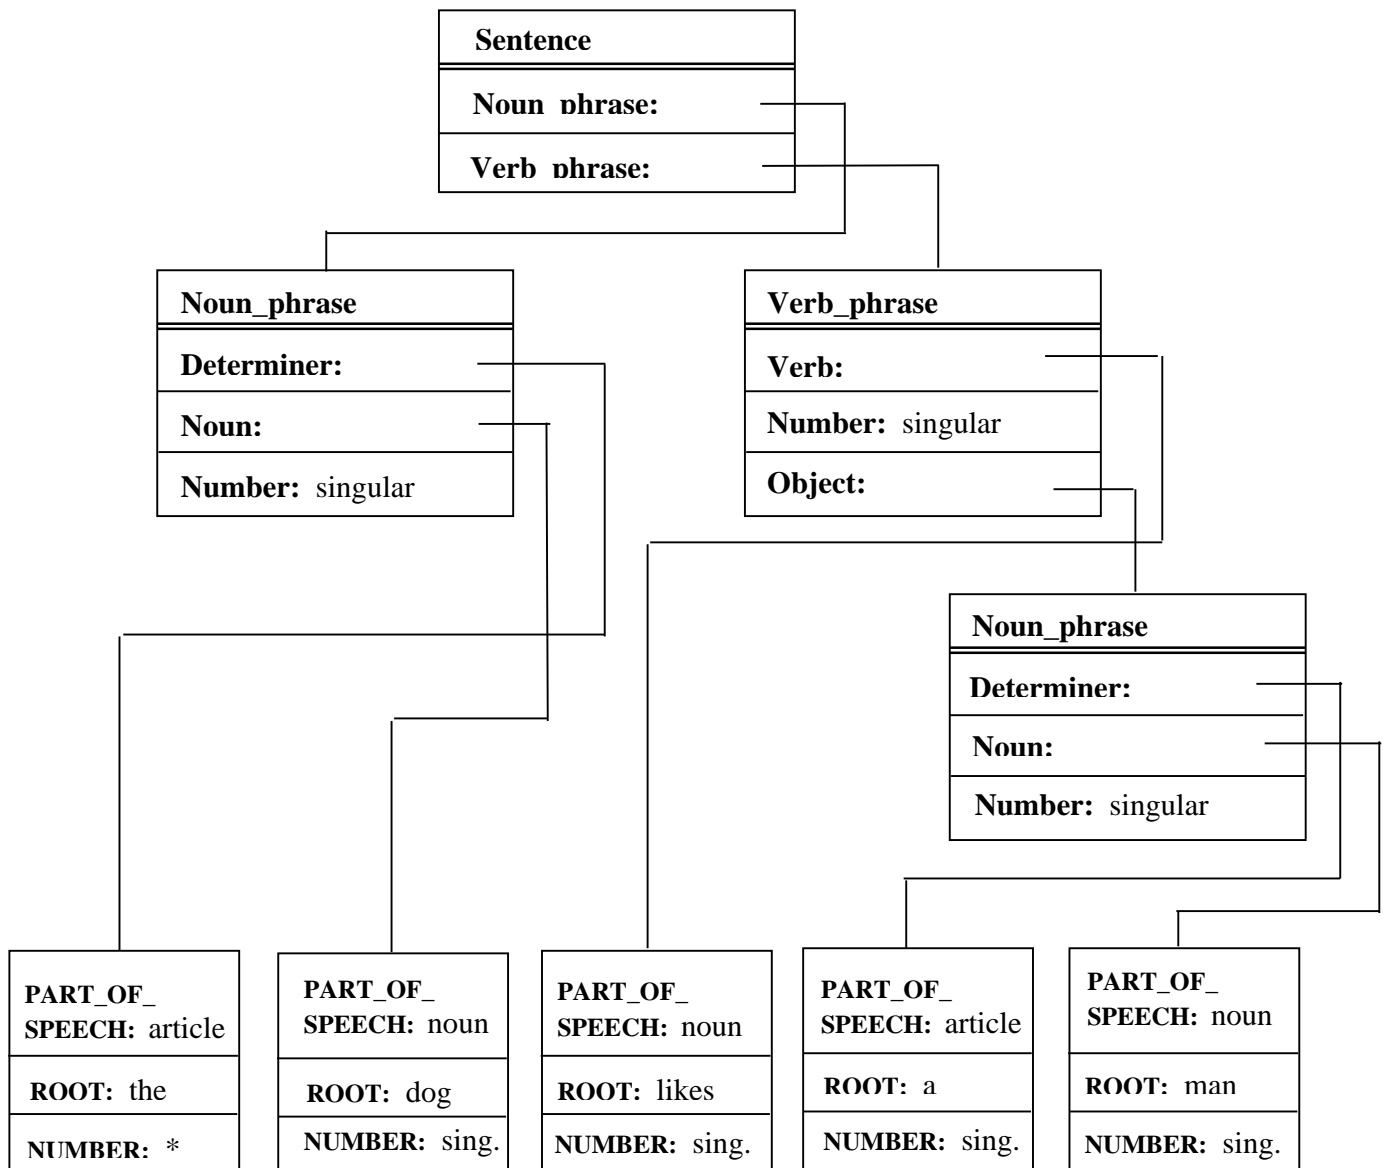 Sentence
Noun_phrase:
Verb_phrase:
Noun_phrase
Determiner:
Noun:
Number: singular
Verb_phrase
Verb:
Number: singular
Object:
Noun_phrase
Determiner:
Noun:
Number: singular
PART_OF_
SPEECH: article
ROOT: the
NUMBER: *
PART_OF_
SPEECH: noun
ROOT: dog
NUMBER: sing.
PART_OF_
SPEECH: noun
ROOT: likes
NUMBER: sing.
PART_OF_
SPEECH: article
ROOT: a
NUMBER: sing.
PART_OF_
SPEECH: noun
ROOT: man
NUMBER: sing.